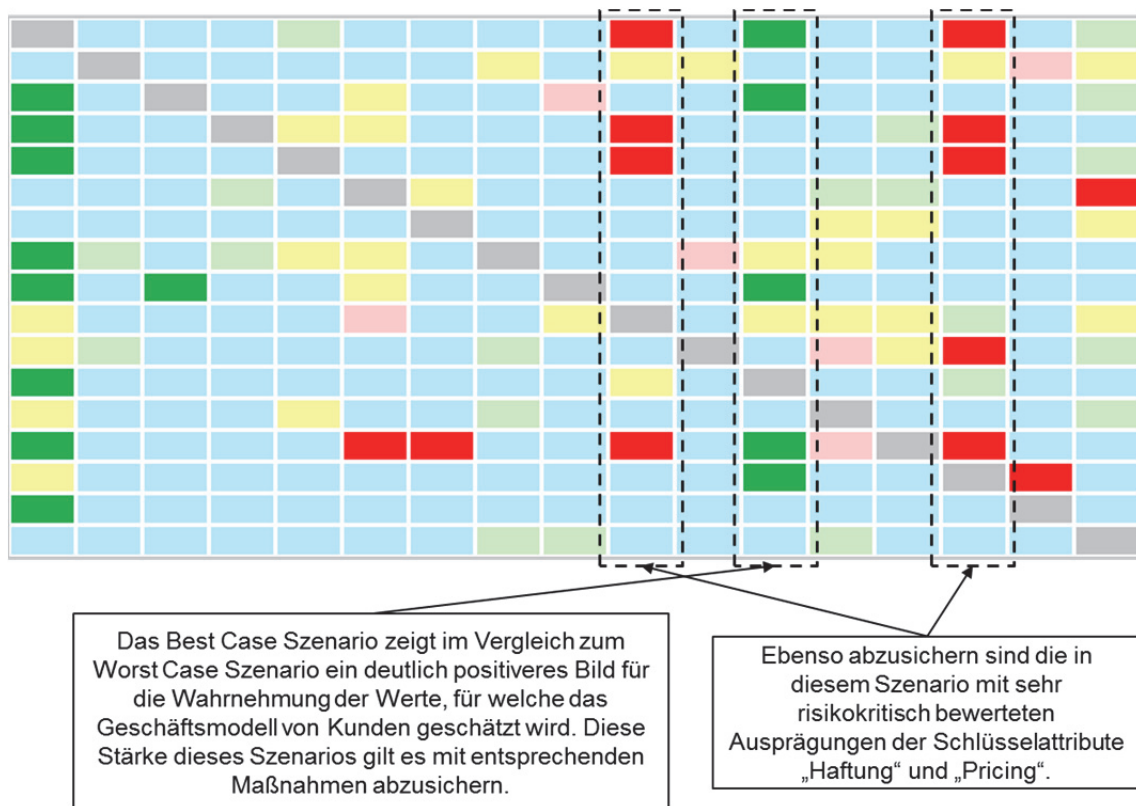 Das Best Case Szenario zeigt im Vergleich zum
Worst Case Szenario ein deutlich positiveres Bild für
die Wahrnehmung der Werte, für welche das
Geschäftsmodell von Kunden geschätzt wird. Diese
Stärke dieses Szenarios gilt es mit entsprechenden
Maßnahmen abzusichern.
Ebenso abzusichern sind die in
diesem Szenario mit sehr
risikokritisch bewerteten
Ausprägungen der Schlüsselattribute
„Haftung“ und „Pricing“.